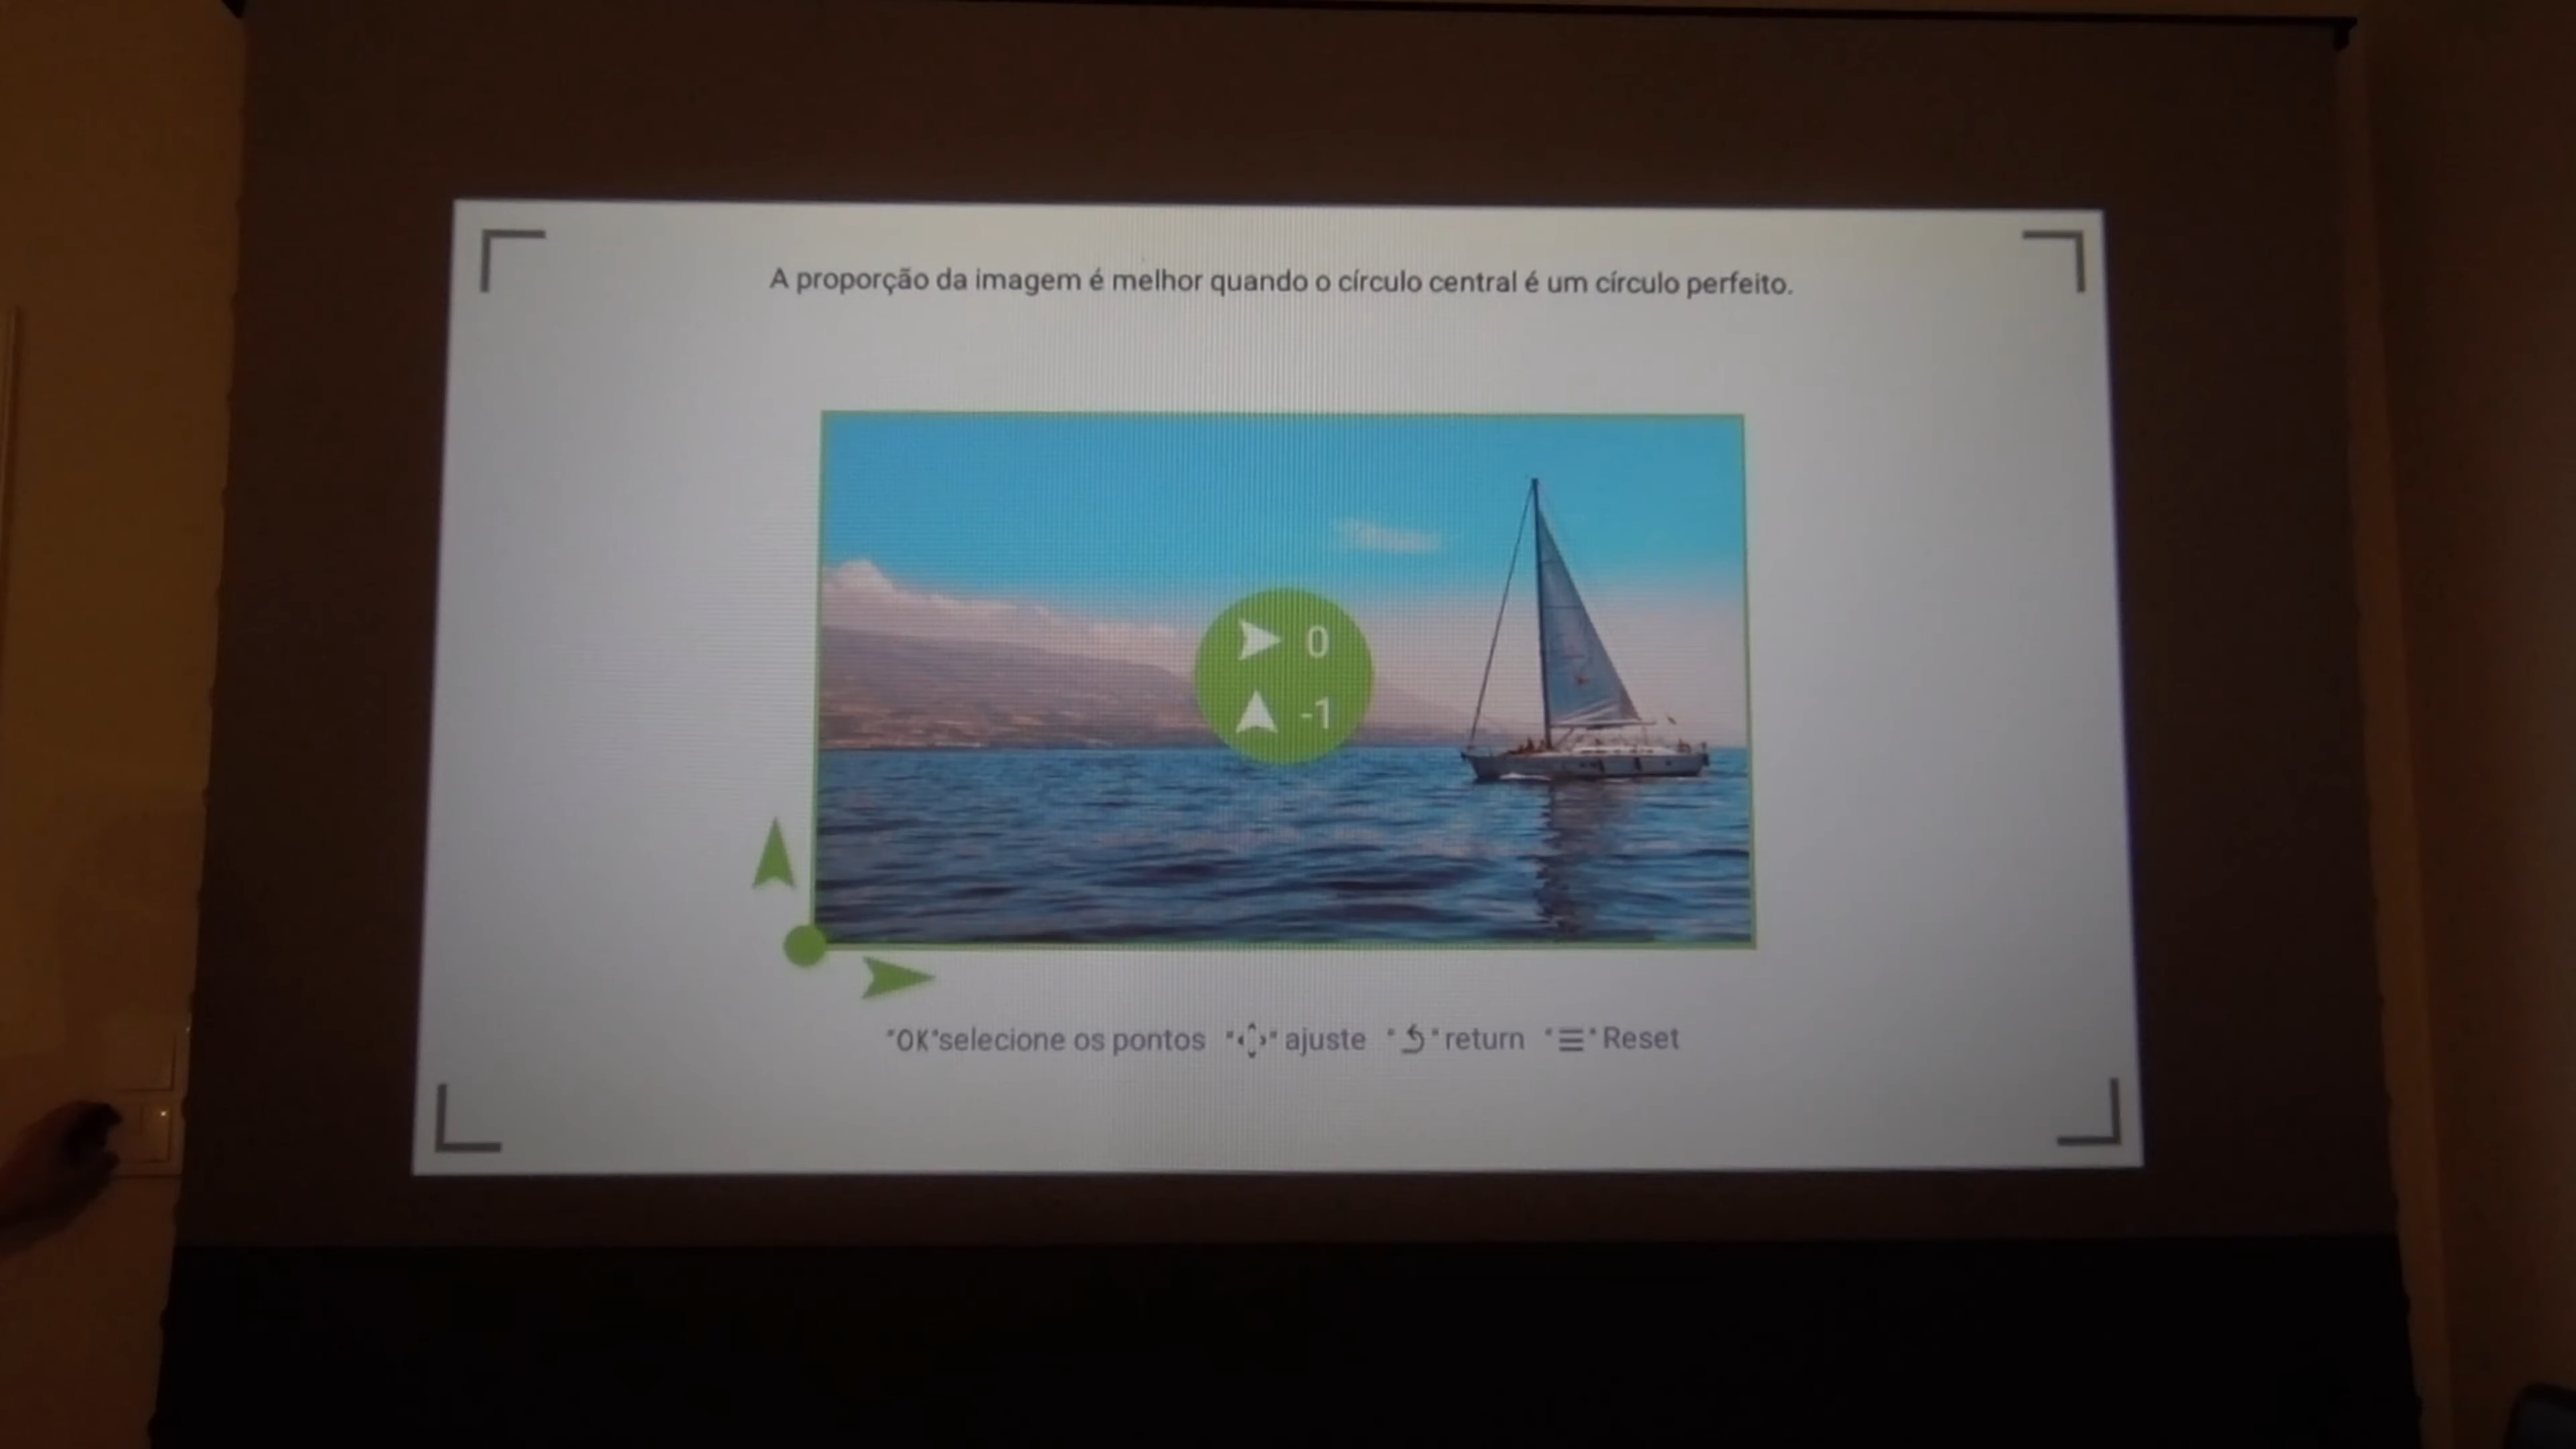 A proporção da imagem é melhor quando o círculo central é um círculo perfeito.
0
-1
"OK"selecione os pontos " " ajuste " " return " " Reset